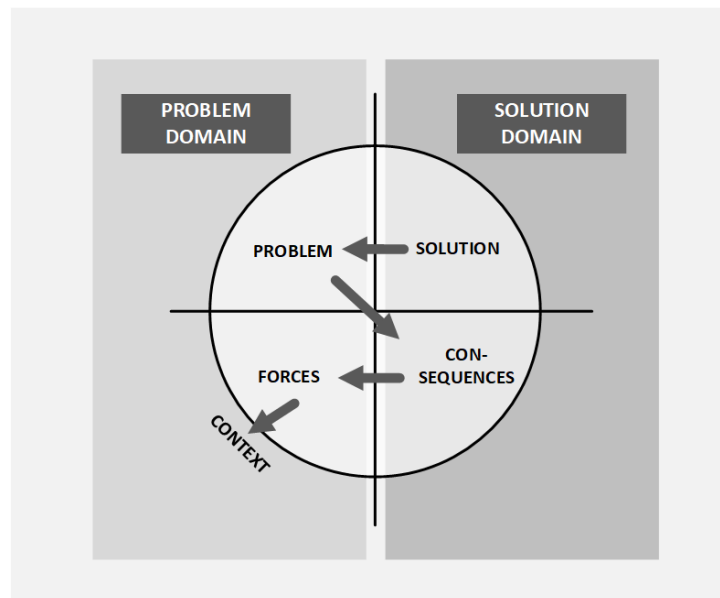 PROBLEM
DOMAIN
SOLUTION
DOMAIN
PROBLEM
SOLUTION
FORCES
CON-
SEQUENCES
CONTEXT